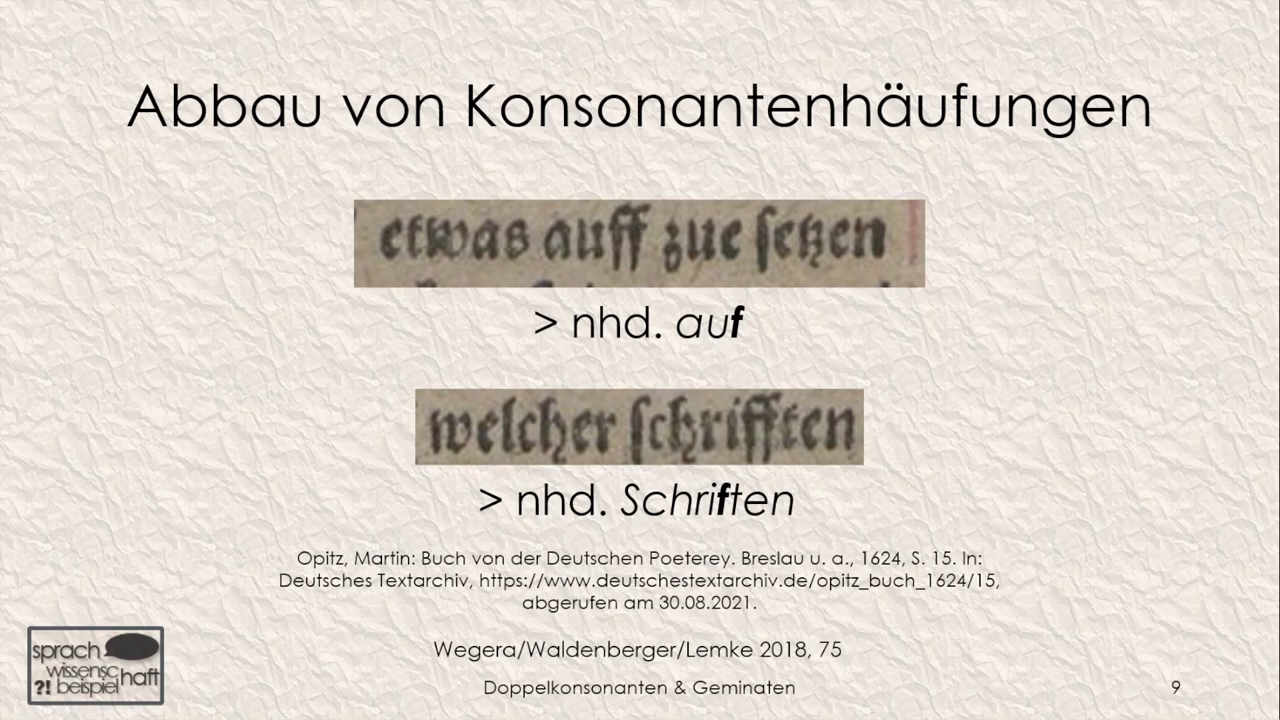 Abbau von Konsonantenhäufungen
etwas auff zue ſetzen
> nhd. auf
welcher ſchrifften
> nhd. Schriften
Opitz, Martin: Buch von der Deutschen Poeterey. Breslau u. a., 1624, S. 15. In:
Deutsches Textarchiv, https://www.deutschestextarchiv.de/opitz_buch_1624/15,
abgerufen am 30.08.2021.
Wegera/Waldenberger/Lemke 2018, 75
sprach
wissensc
haft
?! beispiel
Doppelkonsonanten & Geminaten
9